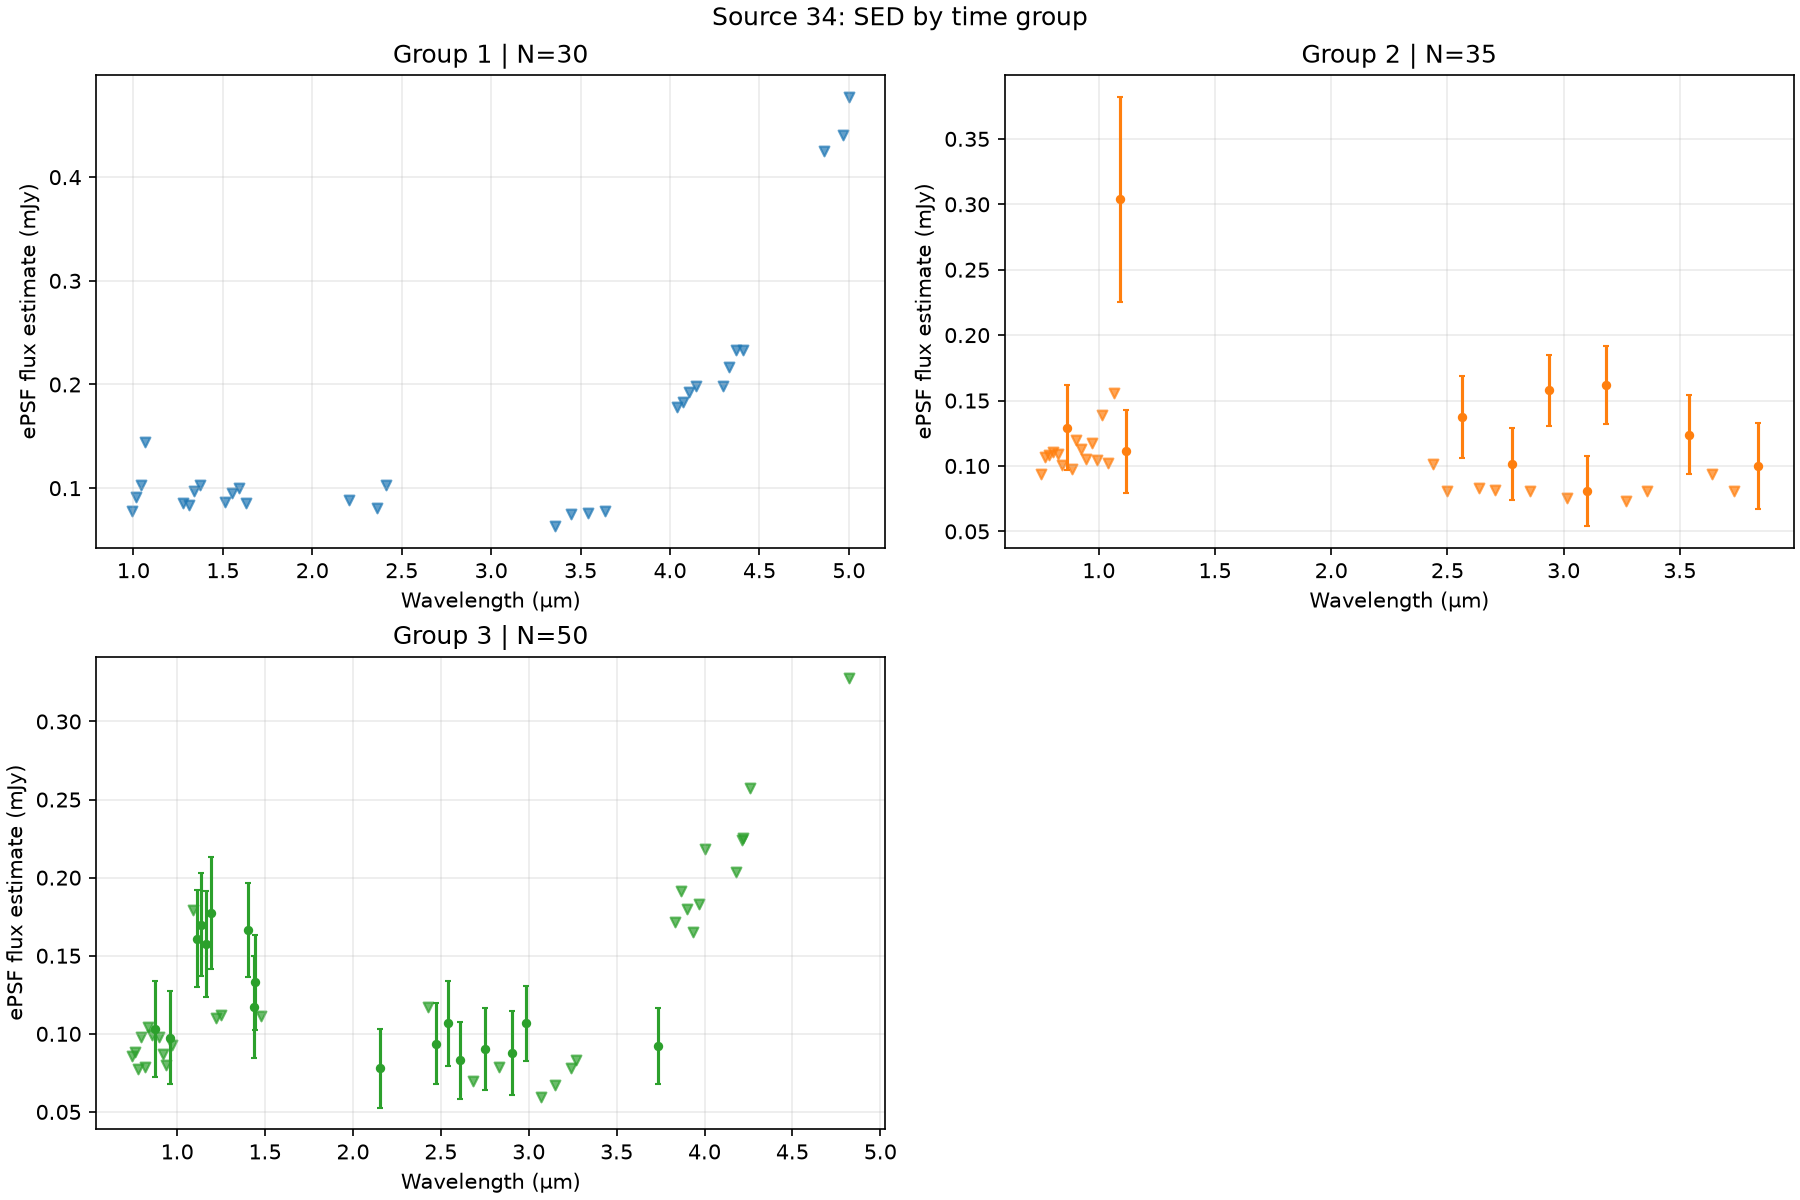 Source 34: SED by time group
Group 1 | N=30
ePSF flux estimate (mJy)
0.4
0.3
0.2
0.1
1.0 1.5 2.0 2.5 3.0 3.5 4.0 4.5 5.0
Wavelength (μm)
Group 2 | N=35
ePSF flux estimate (mJy)
0.35
0.30
0.25
0.20
0.15
0.10
0.05
1.0 1.5 2.0 2.5 3.0 3.5
Wavelength (μm)
Group 3 | N=50
ePSF flux estimate (mJy)
0.30
0.25
0.20
0.15
0.10
0.05
1.0 1.5 2.0 2.5 3.0 3.5 4.0 4.5 5.0
Wavelength (μm)